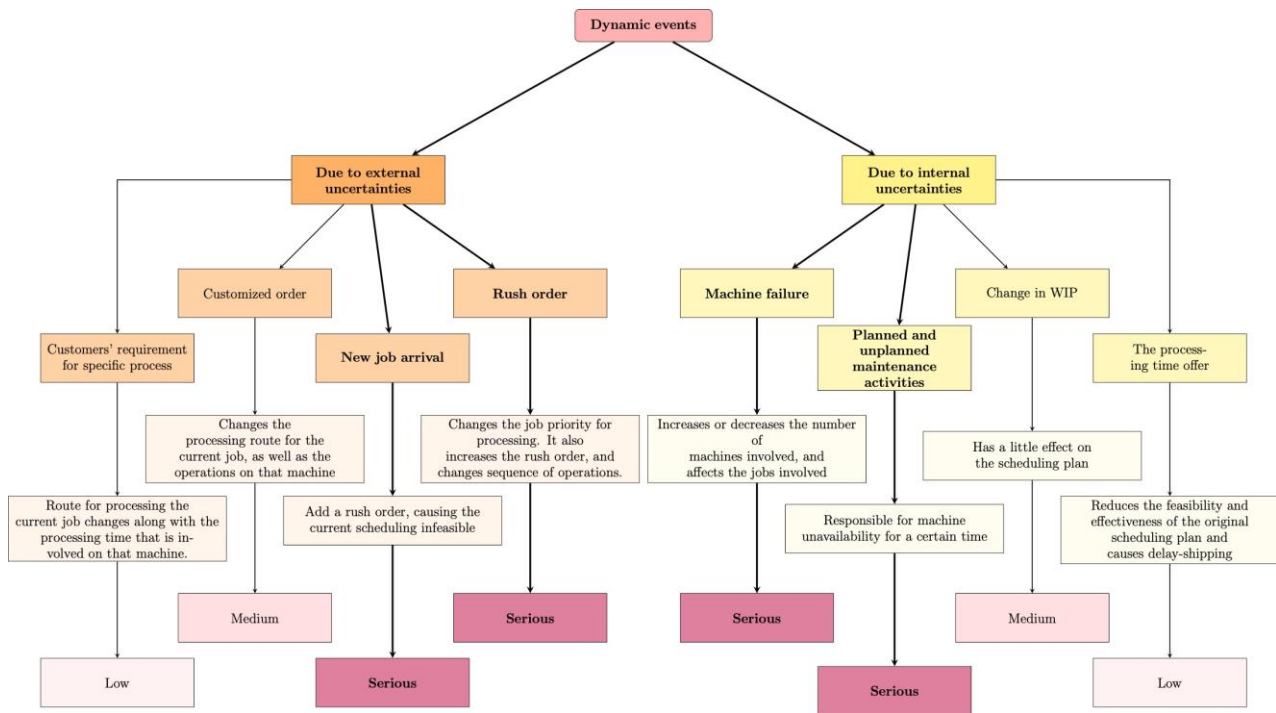 Dynamic events
Due to external
uncertainties
Due to internal
uncertainties
Customized order
Rush order
Machine failure
Change in WIP
Customers' requirement
for specific process
New job arrival
Planned and
unplanned
maintenance
activities
The process-
ing time offer
Changes the
processing route for the
current job, as well as the
operations on that machine
Changes the job priority for
processing. It also
increases the rush order, and
changes sequence of operations.
Increases or decreases the number
of
machines involved, and
affects the jobs involved
Has a little effect on
the scheduling plan
Route for processing the
current job changes along with the
processing time that is in-
volved on that machine.
Add a rush order, causing the
current scheduling infeasible
Responsible for machine
unavailability for a certain time
Reduces the feasibility and
effectiveness of the original
scheduling plan and
causes delay-shipping
Medium
Serious
Serious
Medium
Low
Serious
Serious
Low